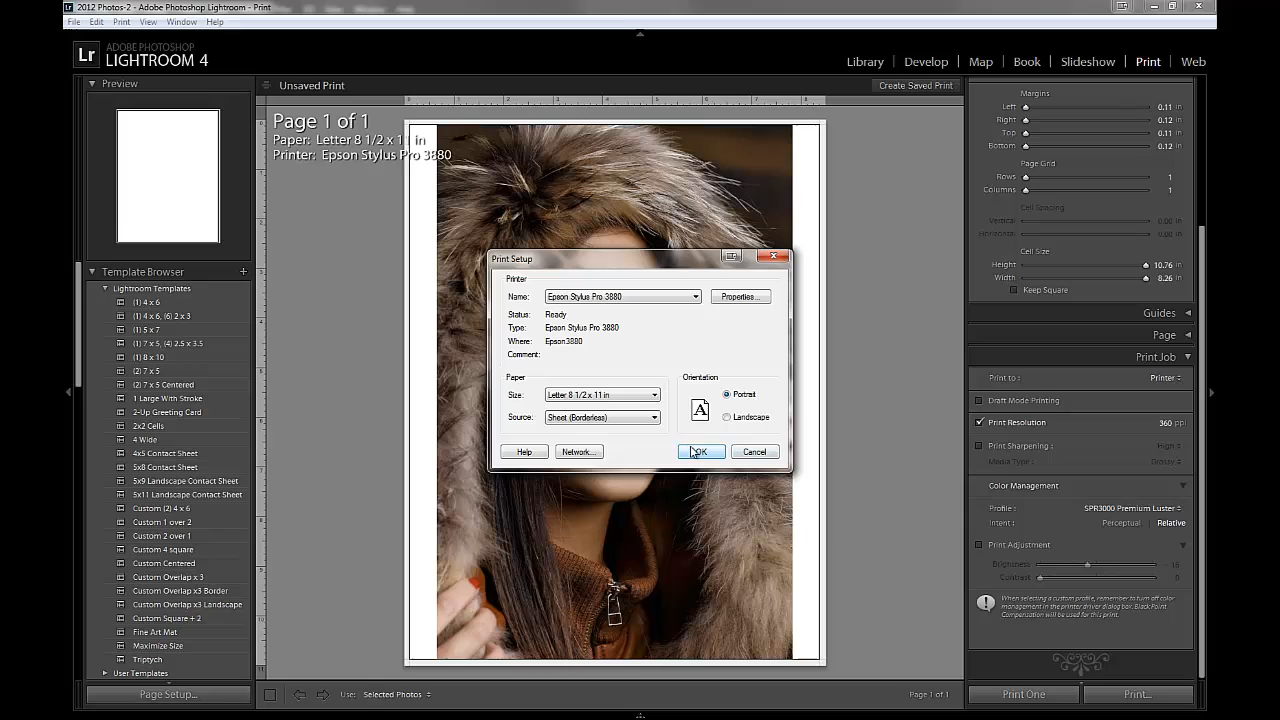 2012 Photos-2 - Adobe Photoshop Lightroom - Print
File Edit Print View Window Help
Lr ADOBE PHOTOSHOP
LIGHTROOM 4
Library | Develop | Map | Book | Slideshow | Print | Web
Preview
Template Browser +
Lightroom Templates
(1) 4 x 6
(1) 4 x 6, (6) 2 x 3
(1) 5 x 7
(1) 7 x 5, (4) 2.5 x 3.5
(1) 8 x 10
(2) 7 x 5
(2) 7 x 5 Centered
1 Large With Stroke
2-Up Greeting Card
2x2 Cells
4 Wide
4x5 Contact Sheet
5x8 Contact Sheet
5x9 Landscape Contact Sheet
5x11 Landscape Contact Sheet
Custom (2) 4 x 6
Custom 1 over 2
Custom 2 over 1
Custom 4 square
Custom Centered
Custom Overlap x 3
Custom Overlap x3 Border
Custom Overlap x3 Landscape
Custom Square + 2
Fine Art Mat
Maximize Size
Triptych
User Templates
Page Setup...
Unsaved Print
Create Saved Print
Page 1 of 1
Paper: Letter 8 1/2 x 11 in
Printer: Epson Stylus Pro 3880
Print Setup
Printer
Name: Epson Stylus Pro 3880 Properties...
Status: Ready
Type: Epson Stylus Pro 3880
Where: Epson3880
Comment:
Paper
Size: Letter 8 1/2 x 11 in
Source: Sheet (Borderless)
Orientation
Portrait
A
Landscape
Help Network... OK Cancel
Use: Selected Photos
Page 1 of 1
Margins
Left 0.11 in
Right 0.12 in
Top 0.11 in
Bottom 0.12 in
Page Grid
Rows 1
Columns 1
Cell Spacing
Vertical 0.00 in
Horizontal 0.00 in
Cell Size
Height 10.76 in
Width 8.26 in
Keep Square
Guides
Page
Print Job
Print to: Printer
Draft Mode Printing
Print Resolution 360 ppi
Print Sharpening: High
Media Type: Glossy
Color Management
Profile: SPR3000 Premium Luster
Intent: Perceptual Relative
Print Adjustment
Brightness
Contrast 0
When selecting a custom profile, remember to turn off color
management in the printer driver dialog box. Black Point
Compensation will be used for this print.
Print One
Print...